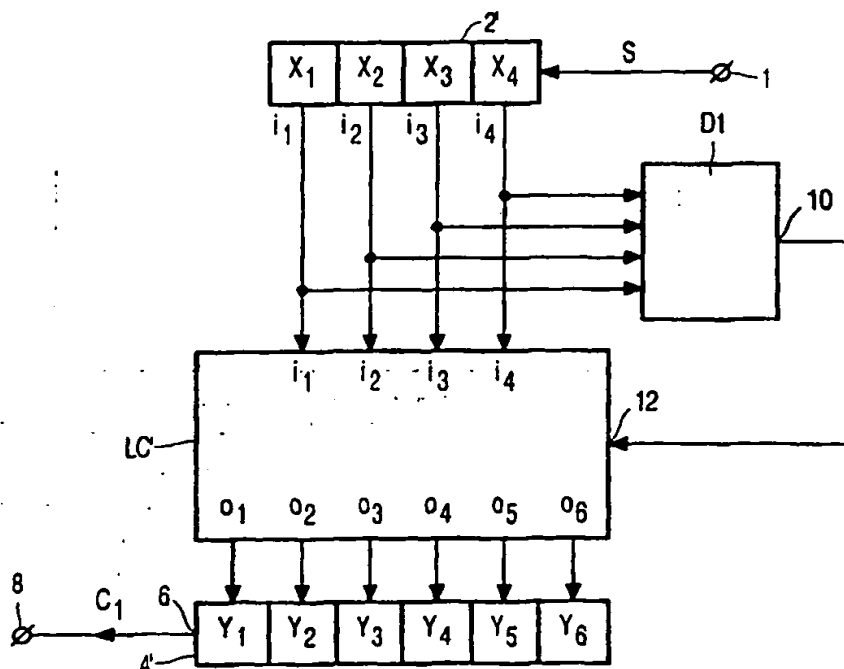 2'
X1 X2 X3 X4
S
1
i1 i2 i3 i4
D1
10
i1 i2 i3 i4
12
LC'
o1 o2 o3 o4 o5 o6
8
C1
6
Y1 Y2 Y3 Y4 Y5 Y6
4'